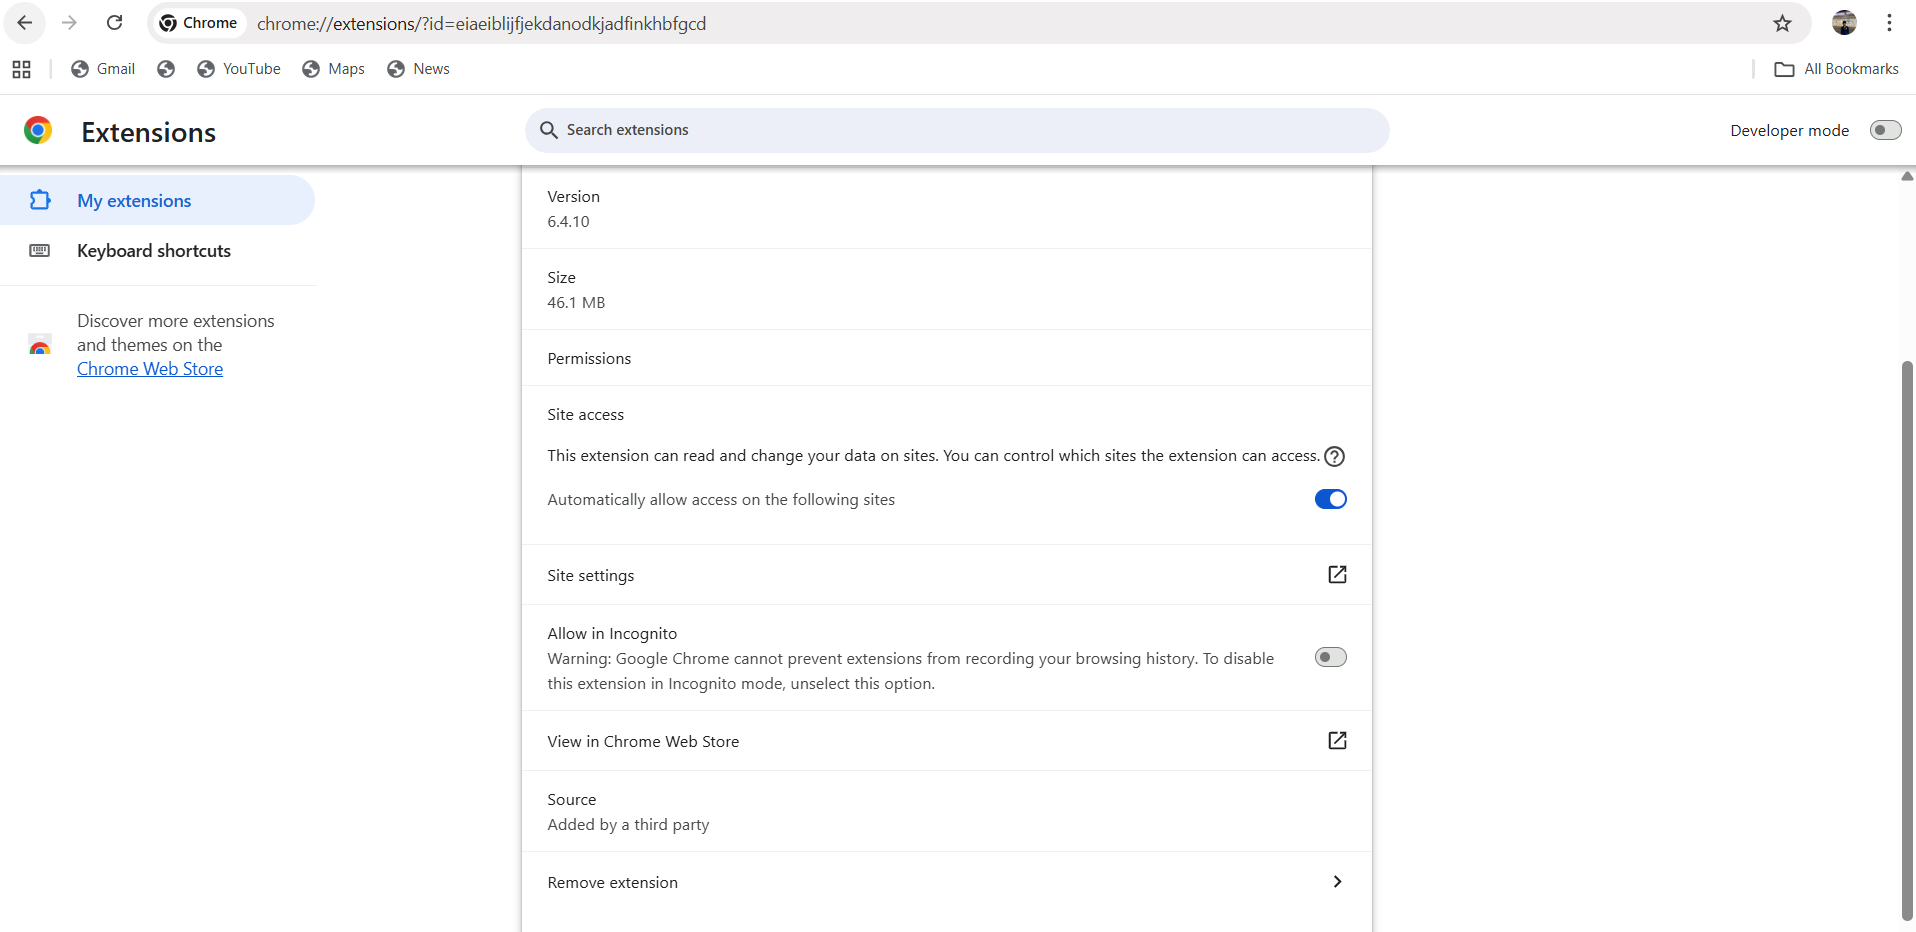 Chrome
chrome://extensions/?id=eiaeiblijfjekdanodkjadfinkhbfgcd
Gmail
YouTube
Maps
News
All Bookmarks
Extensions
Search extensions
Developer mode
My extensions
Keyboard shortcuts
Discover more extensions
and themes on the
Chrome Web Store
Version
6.4.10
Size
46.1 MB
Permissions
Site access
This extension can read and change your data on sites. You can control which sites the extension can access.
Automatically allow access on the following sites
Site settings
Allow in Incognito
Warning: Google Chrome cannot prevent extensions from recording your browsing history. To disable
this extension in Incognito mode, unselect this option.
View in Chrome Web Store
Source
Added by a third party
Remove extension